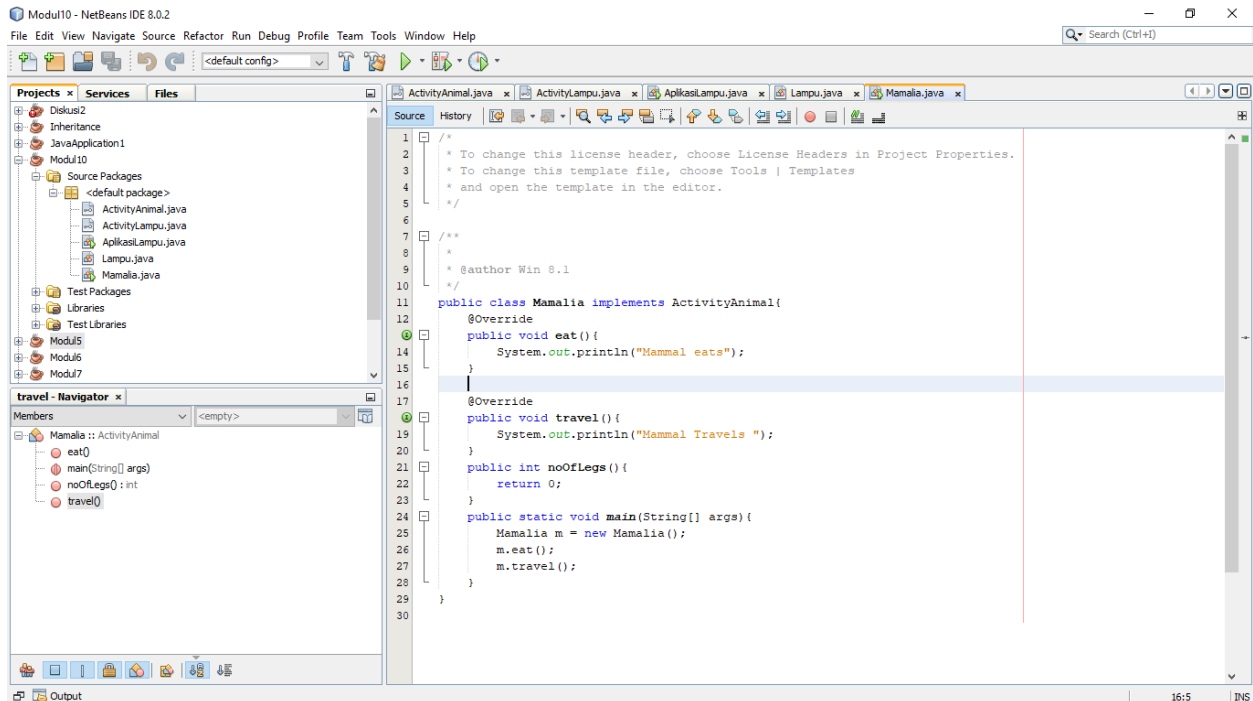 Modul10 - NetBeans IDE 8.0.2
File Edit View Navigate Source Refactor Run Debug Profile Team Tools Window Help
Search (Ctrl+I)
<default config>
Projects x Services Files
Diskusi2
Inheritance
JavaApplication1
Modul10
Source Packages
<default package>
ActivityAnimal.java
ActivityLampu.java
AplikasiLampu.java
Lampu.java
Mamalia.java
Test Packages
Libraries
Test Libraries
Modul5
Modul6
Modul7
travel - Navigator x
Members <empty>
Mamalia :: ActivityAnimal
eat()
main(String[] args)
noOfLegs() : int
travel()
ActivityAnimal.java x ActivityLampu.java x AplikasiLampu.java x Lampu.java x Mamalia.java x
Source History
1 /*
2 * To change this license header, choose License Headers in Project Properties.
3 * To change this template file, choose Tools | Templates
4 * and open the template in the editor.
5 */
6
7 /**
8 *
9 * @author Win 8.1
10 */
11 public class Mamalia implements ActivityAnimal{
12 @Override
public void eat(){
14 System.out.println("Mammal eats");
15 }
16
17 @Override
public void travel(){
19 System.out.println("Mammal Travels ");
20 }
21 public int noOfLegs(){
22 return 0;
23 }
24 public static void main(String[] args){
25 Mamalia m = new Mamalia();
26 m.eat();
27 m.travel();
28 }
29 }
30
Output
16:5 INS